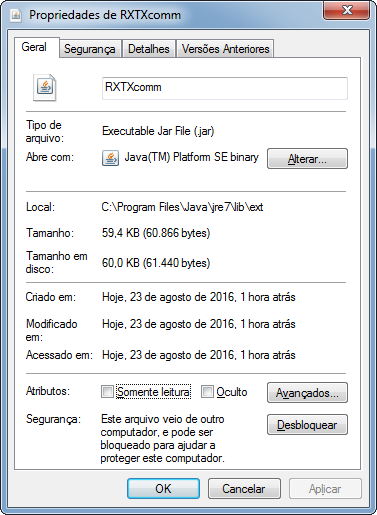 Propriedades de RXTXcomm
Geral Segurança Detalhes Versões Anteriores
RXTXcomm
Tipo de
arquivo:
Executable Jar File (.jar)
Abre com:
Java(TM) Platform SE binary
Alterar...
Local:
C:\Program Files\Java\jre7\lib\ext
Tamanho:
59,4 KB (60.866 bytes)
Tamanho em
disco:
60,0 KB (61.440 bytes)
Criado em:
Hoje, 23 de agosto de 2016, 1 hora atrás
Modificado
em:
Hoje, 23 de agosto de 2016, 1 hora atrás
Acessado em:
Hoje, 23 de agosto de 2016, 1 hora atrás
Atributos:
Somente leitura
Oculto
Avançados...
Segurança:
Este arquivo veio de outro
computador, e pode ser
bloqueado para ajudar a
proteger este computador.
Desbloquear
OK
Cancelar
Aplicar